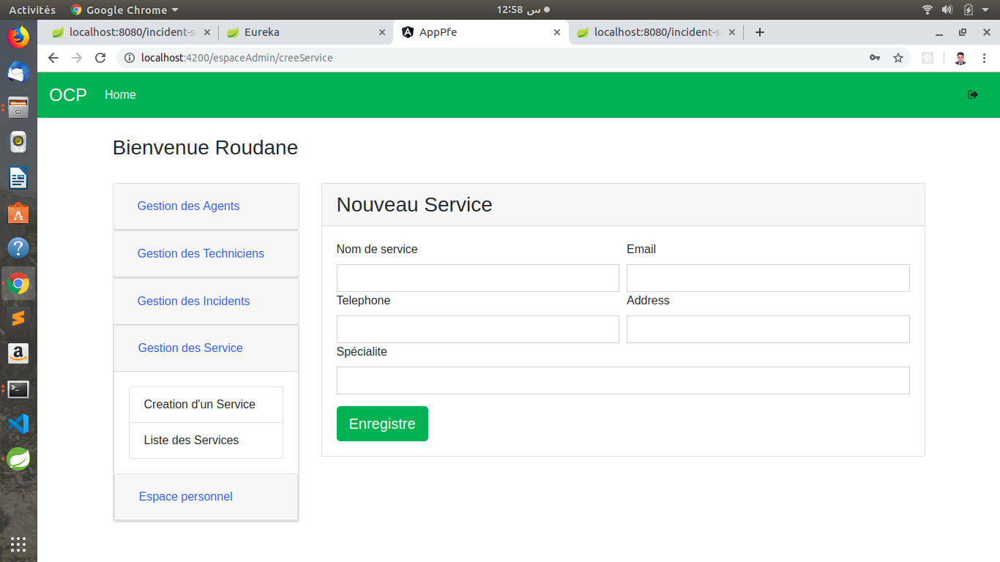 Activités Google Chrome 12:58 س
localhost:8080/incident-s Eureka AppPfe localhost:8080/incident-s
localhost:4200/espaceAdmin/creeService
OCP Home
Bienvenue Roudane
Gestion des Agents
Gestion des Techniciens
Gestion des Incidents
Gestion des Service
Creation d'un Service
Liste des Services
Espace personnel
Nouveau Service
Nom de service Email
Telephone Address
Spécialite
Enregistre